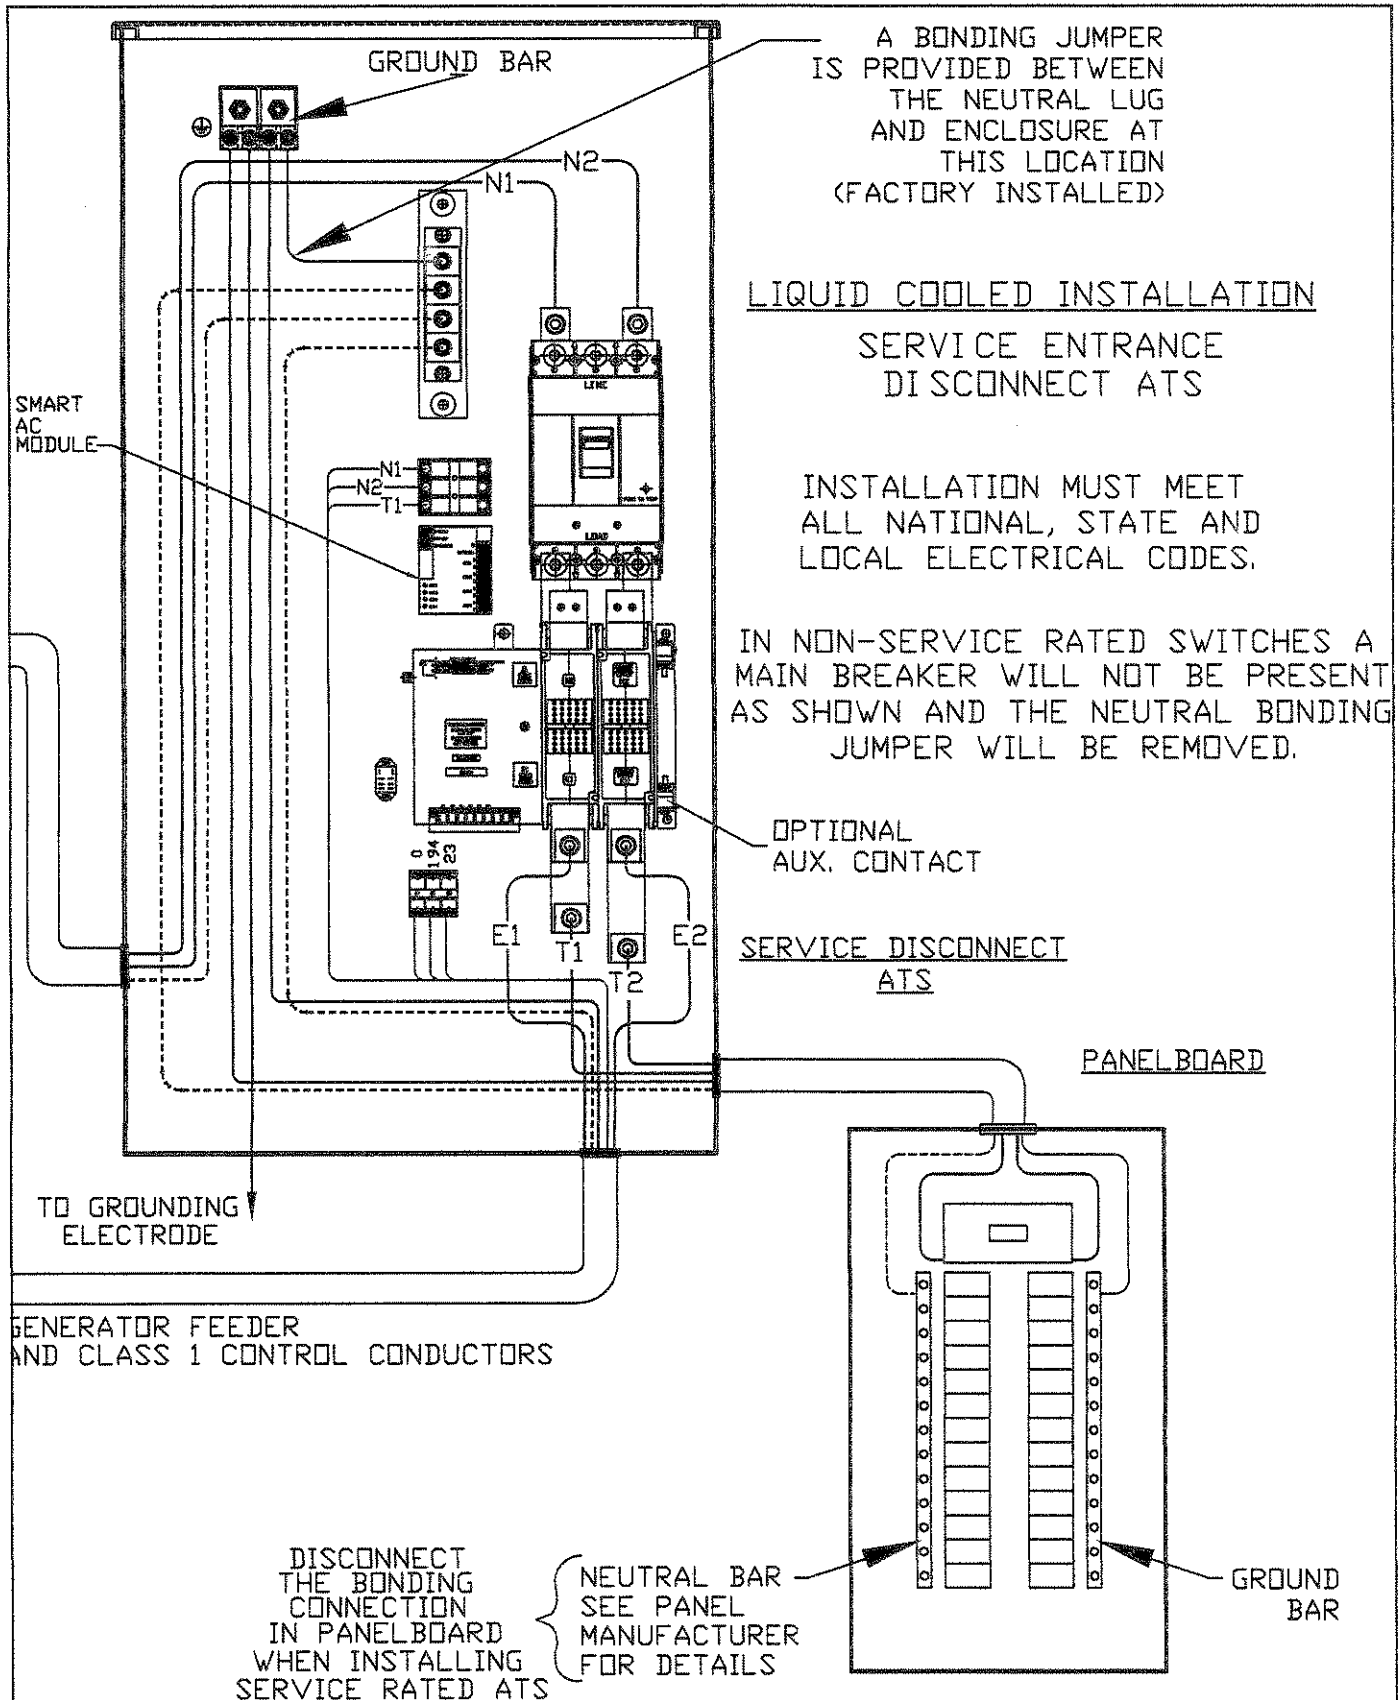 GROUND BAR
A BONDING JUMPER
IS PROVIDED BETWEEN
THE NEUTRAL LUG
AND ENCLOSURE AT
THIS LOCATION
(FACTORY INSTALLED)
N2
N1
LIQUID COOLED INSTALLATION
SERVICE ENTRANCE
DISCONNECT ATS
LINE
SMART
AC
MODULE
N1
N2
T1
LOAD
INSTALLATION MUST MEET
ALL NATIONAL, STATE AND
LOCAL ELECTRICAL CODES.
IN NON-SERVICE RATED SWITCHES A
MAIN BREAKER WILL NOT BE PRESENT
AS SHOWN AND THE NEUTRAL BONDING
JUMPER WILL BE REMOVED.
OPTIONAL
AUX. CONTACT
0
194
23
E1
T1
E2
T2
SERVICE DISCONNECT
ATS
PANELBOARD
TO GROUNDING
ELECTRODE
GENERATOR FEEDER
AND CLASS 1 CONTROL CONDUCTORS
DISCONNECT
THE BONDING
CONNECTION
IN PANELBOARD
WHEN INSTALLING
SERVICE RATED ATS
NEUTRAL BAR
SEE PANEL
MANUFACTURER
FOR DETAILS
GROUND
BAR